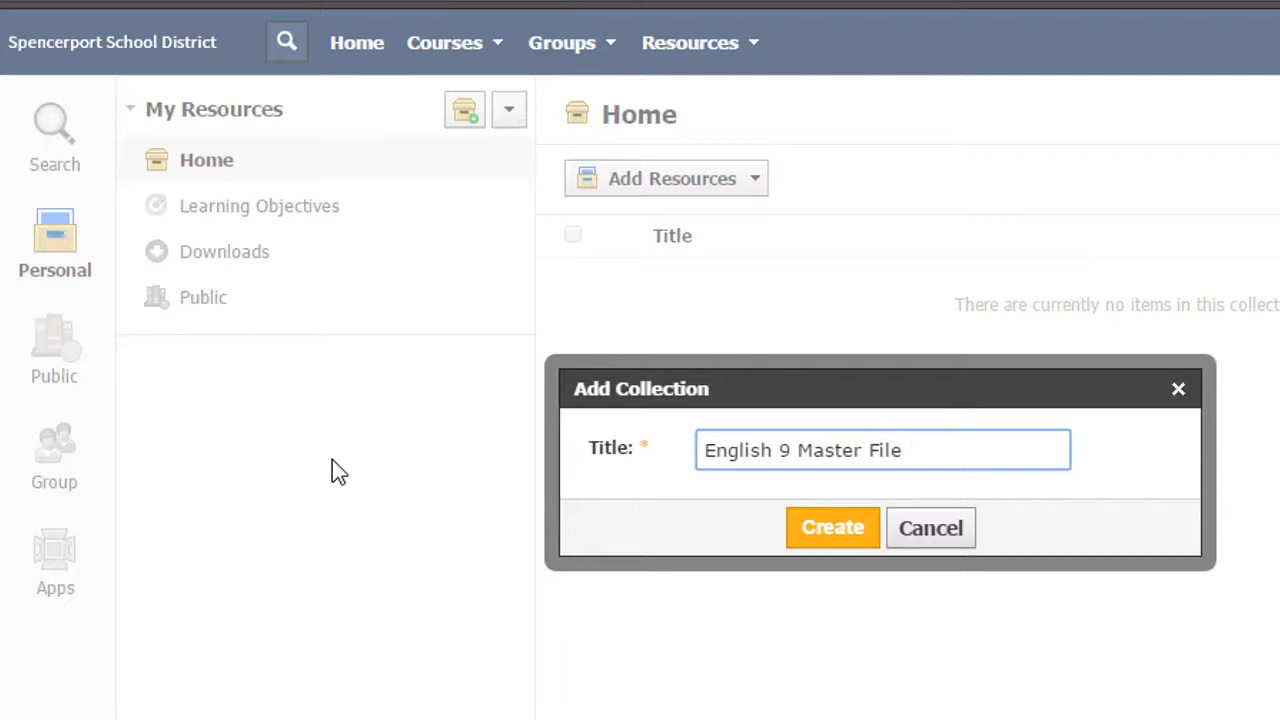 Spencerport School District
Home
Courses
Groups
Resources
Search
Personal
Public
Group
Apps
My Resources
Home
Learning Objectives
Downloads
Public
Home
Add Resources
Title
There are currently no items in this collect
Add Collection
×
Title: *
English 9 Master File
Create
Cancel